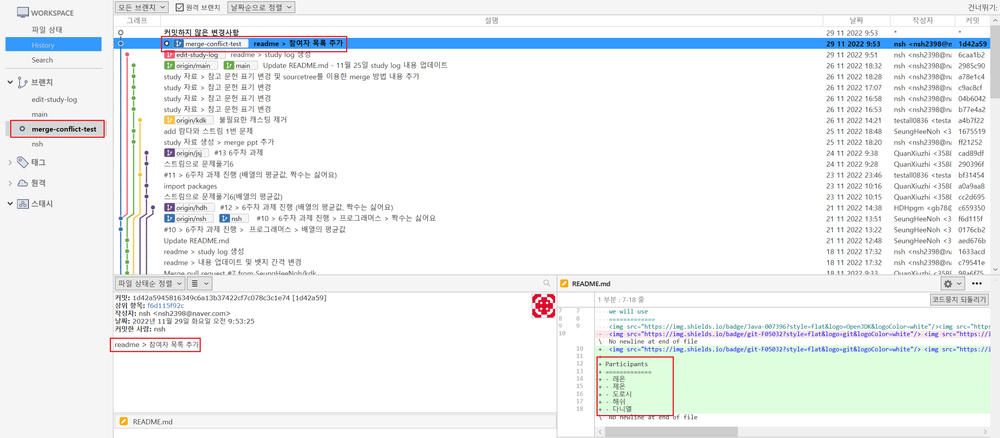 WORKSPACE
파일 상태
History
Search
브랜치
edit-study-log
main
merge-conflict-test
nsh
태그
원격
스태시
모든 브랜치 원격 브랜치 날짜순으로 정렬 건너뛰기:
그래프 설명 날짜 작성자 커밋
커밋하지 않은 변경사항 29 11 2022 9:53 * *
merge-conflict-test readme > 참여자 목록 추가 29 11 2022 9:53 nsh <nsh2398@n 1d42a59
edit-study-log readme > study log 생성 29 11 2022 9:51 nsh <nsh2398@na 6caa1b2
origin/main main Update README.md - 11월 25일 study log 내용 업데이트 26 11 2022 18:32 nsh <nsh2398@na 2985c90
study 자료 > 참고 문헌 표기 변경 및 sourcetree를 이용한 merge 방법 내용 추가 26 11 2022 18:28 nsh <nsh2398@na a78e1c4
study 자료 > 참고 문헌 표기 변경 26 11 2022 17:07 nsh <nsh2398@na c9ac8cf
study 자료 > 참고 문헌 표기 변경 26 11 2022 16:58 nsh <nsh2398@na 04b6042
study 자료 > 참고 문헌 표기 변경 26 11 2022 16:53 nsh <nsh2398@na b77e4a2
origin/kdk 불필요한 캐스팅 제거 26 11 2022 14:21 testall0836 <testa a4b7f22
add 람다와 스트림 1번 문제 25 11 2022 18:48 SeungHeeNoh <3 1675519
study 자료 생성 > merge ppt 추가 25 11 2022 18:20 nsh <nsh2398@na ff21252
origin/jsj #13 6주차 과제 24 11 2022 9:38 QuanXiuzhi <3588 cad89df
스트림으로 문제풀기6 24 11 2022 9:28 QuanXiuzhi <3588 290396f
#11 > 6주차 과제 진행 (배열의 평균값, 짝수는 싫어요) 23 11 2022 23:46 testall0836 <testa bf31454
import packages 23 11 2022 10:16 QuanXiuzhi <3588 a0a9aa8
스트림으로 문제풀기6(배열의 평균값) 23 11 2022 10:15 QuanXiuzhi <3588 cc2d695
origin/hdh #12 > 6주차 과제 진행 (배열의 평균값, 짝수는 싫어요) 21 11 2022 14:38 HDHpgm <gb78@ c659350
origin/nsh nsh #10 > 6주차 과제 진행 > 프로그래머스 > 짝수는 싫어요 21 11 2022 13:51 SeungHeeNoh <3 f6d115f
#10 > 6주차 과제 진행 > 프로그래머스 > 배열의 평균값 21 11 2022 13:22 SeungHeeNoh <3 0176cb2
Update README.md 21 11 2022 12:48 SeungHeeNoh <3 aed676b
readme > study log 생성 18 11 2022 17:32 nsh <nsh2398@na 1633acd
readme > 내용 업데이트 및 뱃지 간격 변경 18 11 2022 17:32 nsh <nsh2398@na c79541e
Merge pull request #7 from SeungHeeNoh/kdk 18 11 2022 9:33 QuanXiuzhi <3588 98a6f75
파일 상태순 정렬
커밋: 1d42a5945816349c6a13b37422cf7c078c3c1e74 [1d42a59]
상위 항목: f6d115f92c
작성자: nsh <nsh2398@naver.com>
날짜: 2022년 11월 29일 화요일 오전 9:53:25
커밋한 사람: nsh
readme > 참여자 목록 추가
README.md
README.md
1 부분 : 7-18 줄 코드뭉치 되돌리기
7 7 we will use
8 8 =============
9 9 <img src="https://img.shields.io/badge/Java-007396?style=flat&logo=OpenJDK&logoColor=white"/><img src="https
10 - <img src="https://img.shields.io/badge/git-F05032?style=flat&logo=git&logoColor=white"/> <img src="https://i
\ No newline at end of file
10 + <img src="https://img.shields.io/badge/git-F05032?style=flat&logo=git&logoColor=white"/> <img src="https://i
11 +
12 + Participants
13 + =============
14 + - 레온
15 + - 제온
16 + - 도로시
17 + - 해쉬
18 + - 다니엘
\ No newline at end of file